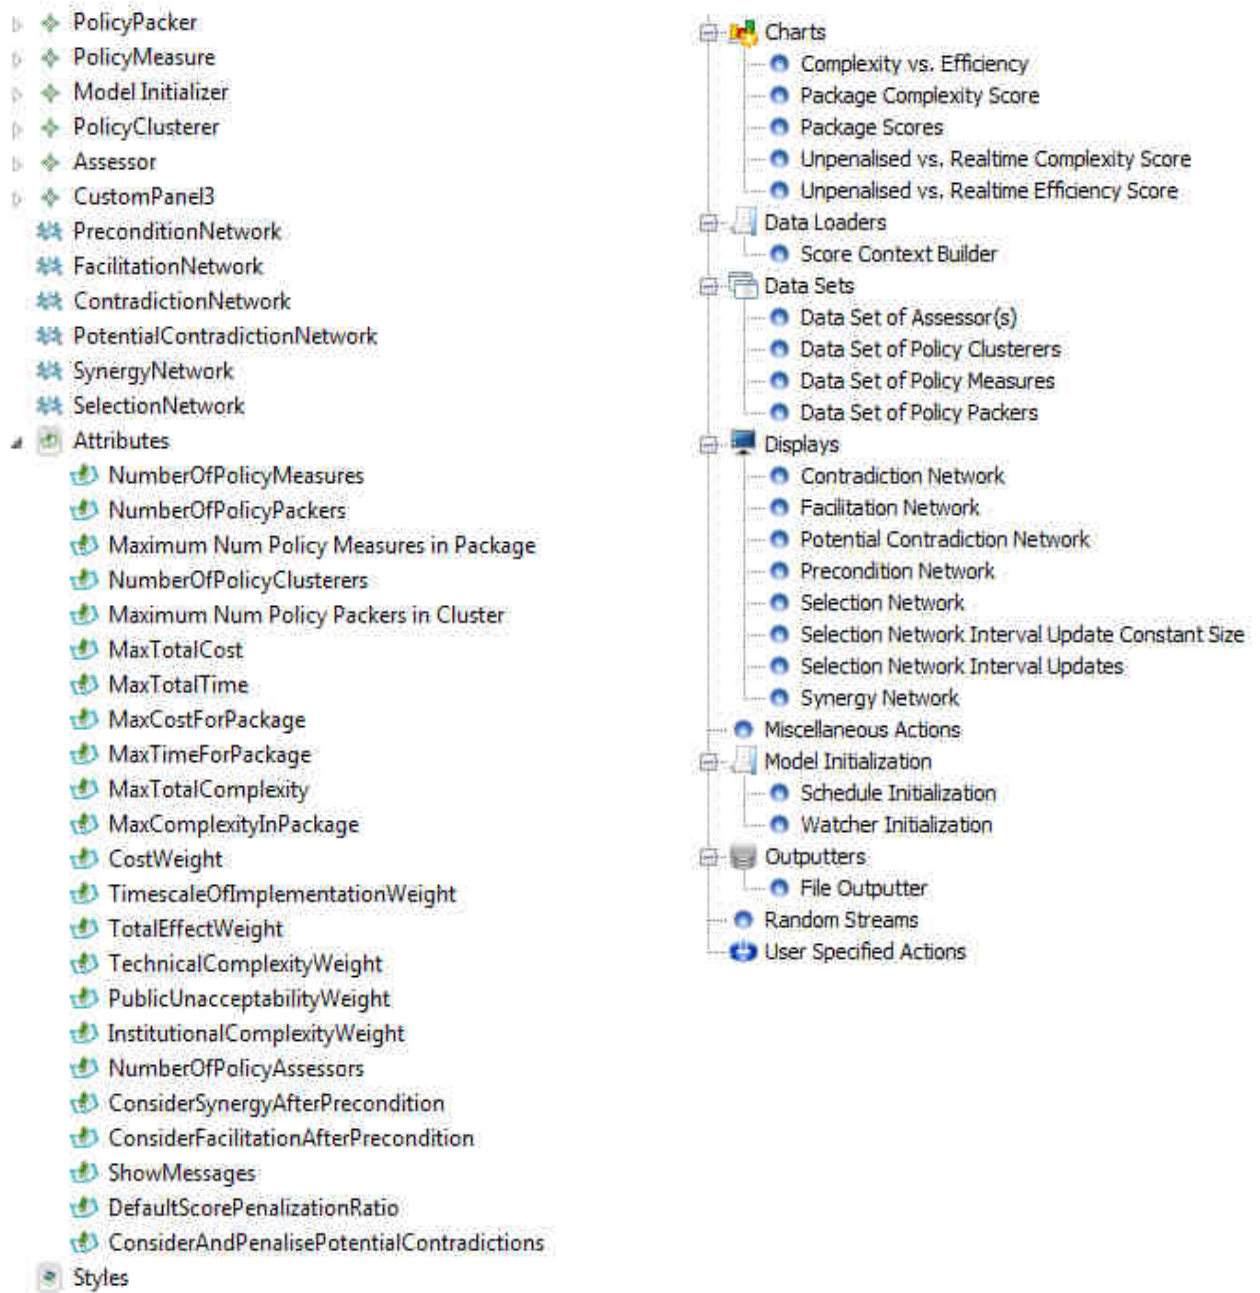 PolicyPacker
PolicyMeasure
Model Initializer
PolicyClusterer
Assessor
CustomPanel3
PreconditionNetwork
FacilitationNetwork
ContradictionNetwork
PotentialContradictionNetwork
SynergyNetwork
SelectionNetwork
Attributes
NumberOfPolicyMeasures
NumberOfPolicyPackers
Maximum Num Policy Measures in Package
NumberOfPolicyClusterers
Maximum Num Policy Packers in Cluster
MaxTotalCost
MaxTotalTime
MaxCostForPackage
MaxTimeForPackage
MaxTotalComplexity
MaxComplexityInPackage
CostWeight
TimescaleOfImplementationWeight
TotalEffectWeight
TechnicalComplexityWeight
PublicUnacceptabilityWeight
InstitutionalComplexityWeight
NumberOfPolicyAssessors
ConsiderSynergyAfterPrecondition
ConsiderFacilitationAfterPrecondition
ShowMessages
DefaultScorePenalizationRatio
ConsiderAndPenalisePotentialContradictions
Styles
Charts
Complexity vs. Efficiency
Package Complexity Score
Package Scores
Unpenalised vs. Realtime Complexity Score
Unpenalised vs. Realtime Efficiency Score
Data Loaders
Score Context Builder
Data Sets
Data Set of Assessor(s)
Data Set of Policy Clusterers
Data Set of Policy Measures
Data Set of Policy Packers
Displays
Contradiction Network
Facilitation Network
Potential Contradiction Network
Precondition Network
Selection Network
Selection Network Interval Update Constant Size
Selection Network Interval Updates
Synergy Network
Miscellaneous Actions
Model Initialization
Schedule Initialization
Watcher Initialization
Outputters
File Outputter
Random Streams
User Specified Actions